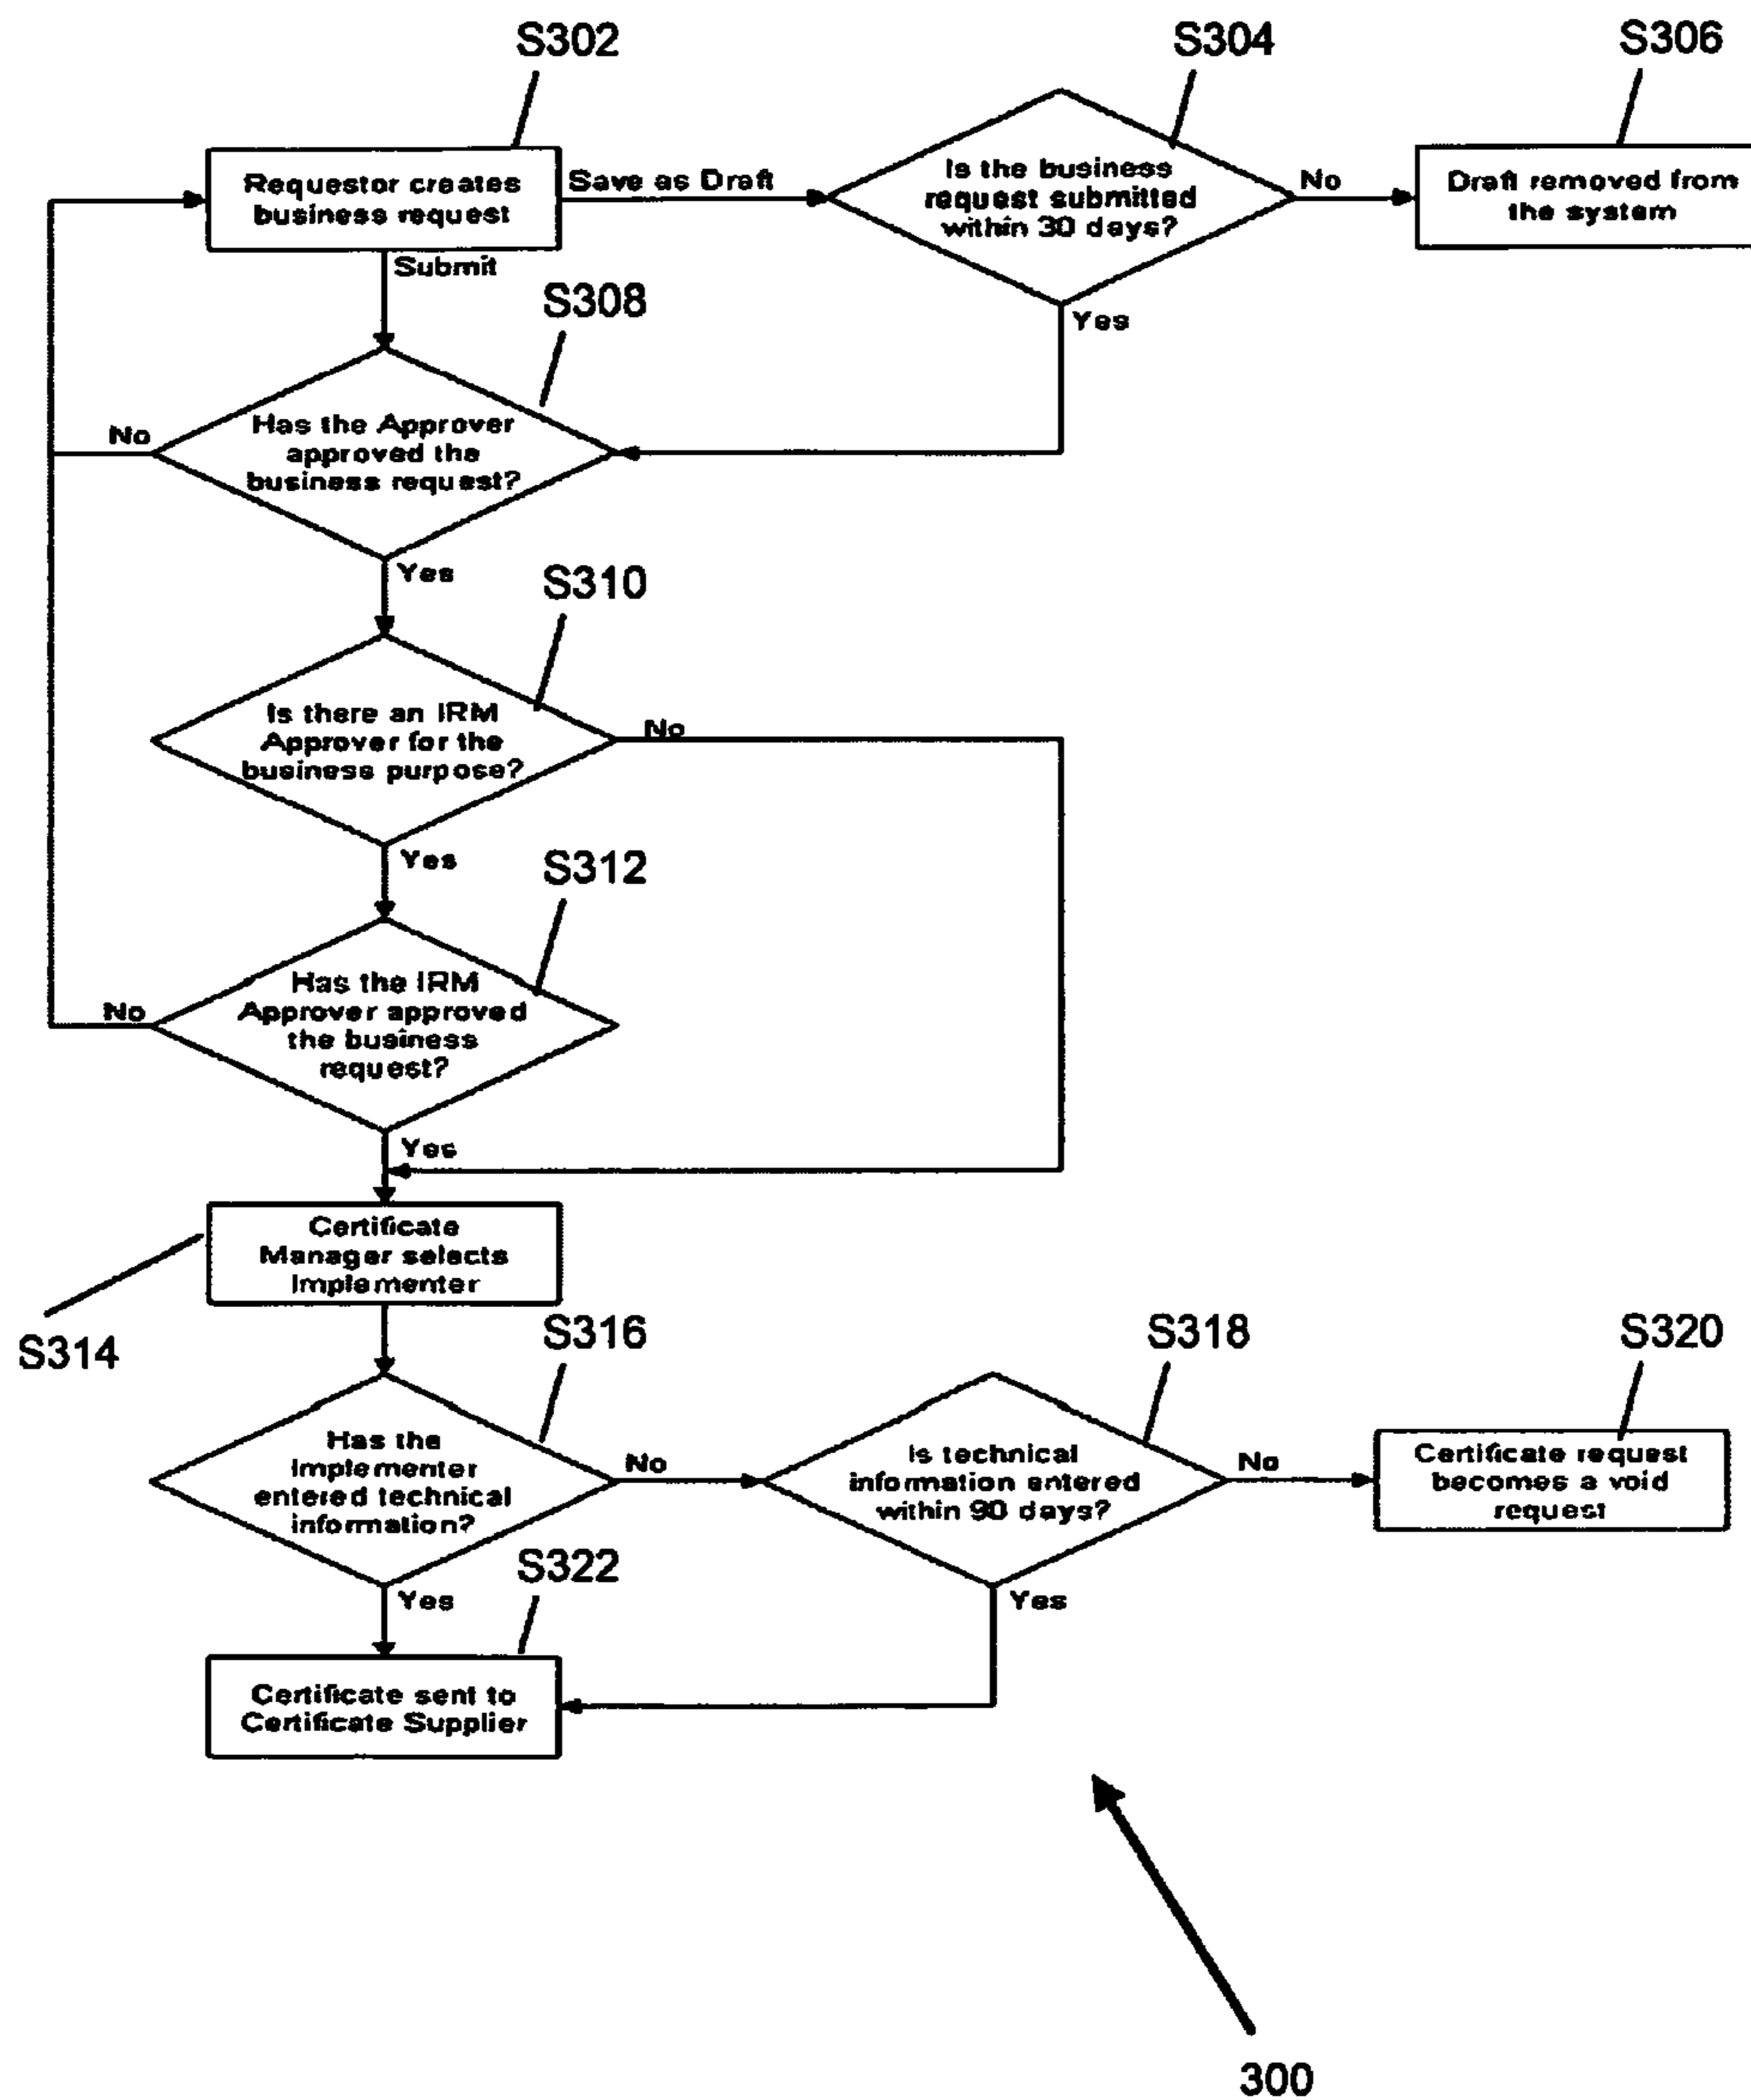 S302
S304
S306
Requestor creates
business request
Save as Draft
Is the business
request submitted
within 30 days?
No
Draft removed from
the system
Submit
S308
Yes
Has the Approver
approved the
business request?
No
Yes
S310
Is there an IRM
Approver for the
business purpose?
No
Yes
S312
Has the IRM
Approver approved
the business
request?
No
Yes
Certificate
Manager selects
Implementer
S314
S316
S318
S320
Has the
Implementer
entered technical
information?
No
Is technical
information entered
within 90 days?
No
Certificate request
becomes a void
request
Yes
S322
Yes
Certificate sent to
Certificate Supplier
300